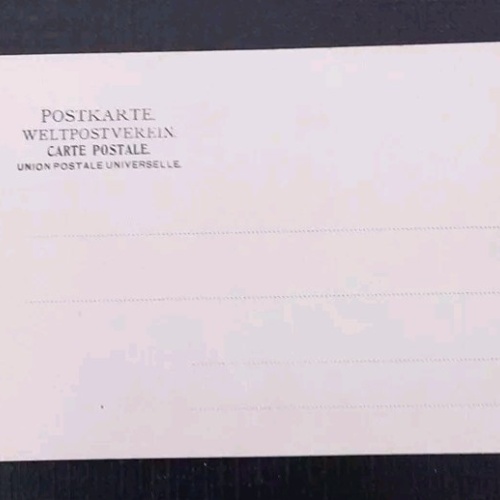 POSTKARTE.
WELTPOSTVEREIN.
CARTE POSTALE.
UNION POSTALE UNIVERSELLE.